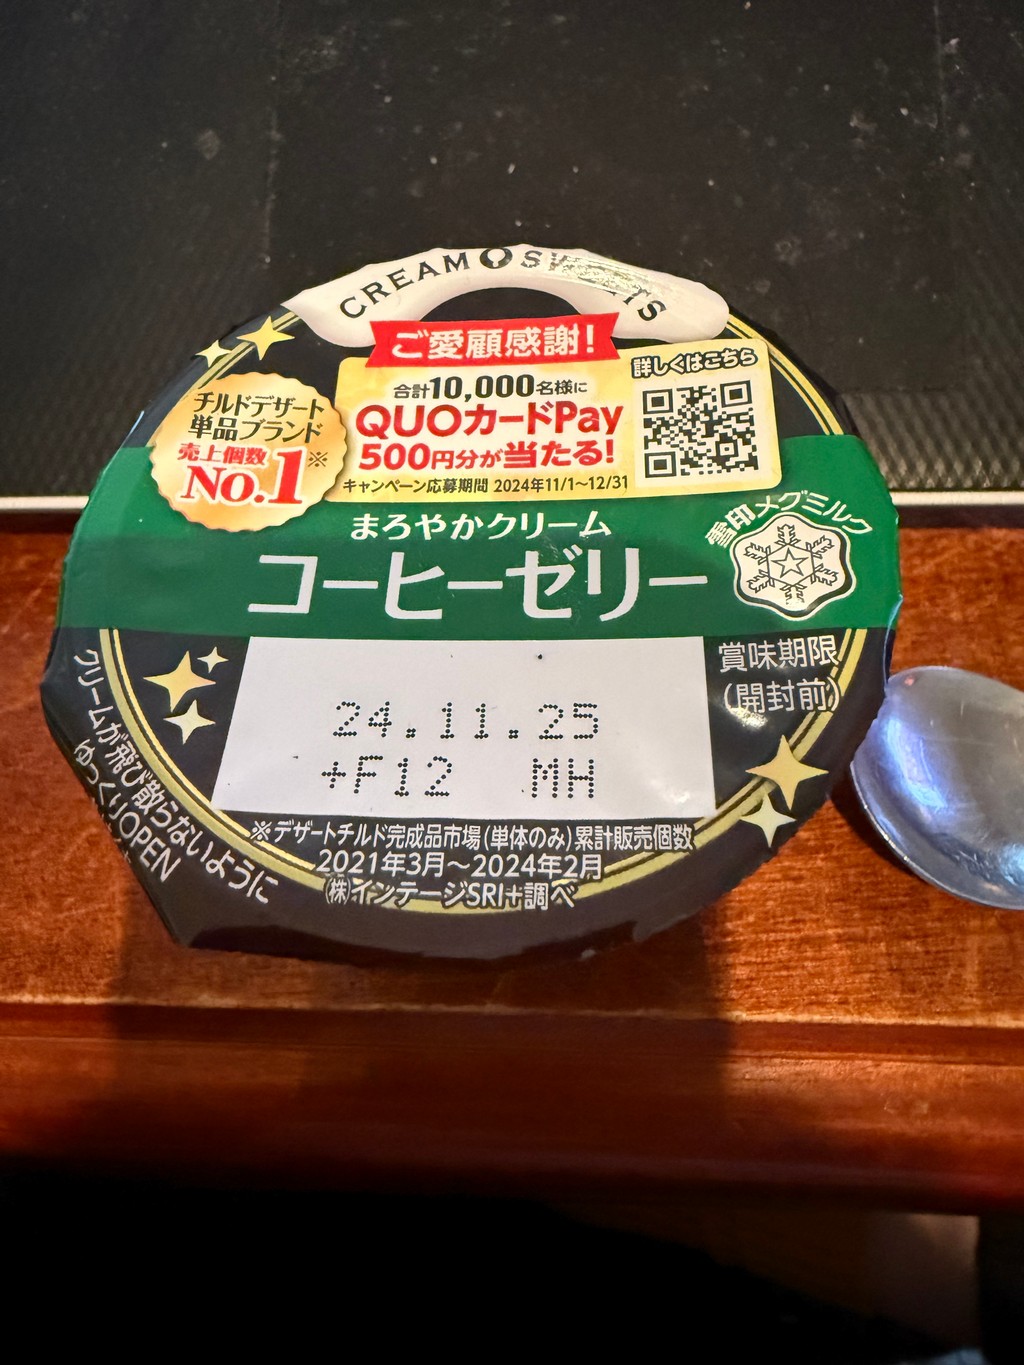 CREAM SWEETS
ご愛顧感謝!
詳しくはこちら
合計10,000名様に
QUOカードPay
500円分が当たる!
キャンペーン応募期間 2024年11/1~12/31
チルドデザート
単品ブランド
売上個数
No.1※
雪印メグミルク
まろやかクリーム
コーヒーゼリー
賞味期限
(開封前)
24.11.25
+F12 MH
クリームが飛び散らないように
ゆっくりOPEN
※デザートチルド完成品市場(単体のみ)累計販売個数
2021年3月~2024年2月
㈱インテージSRI+調べ